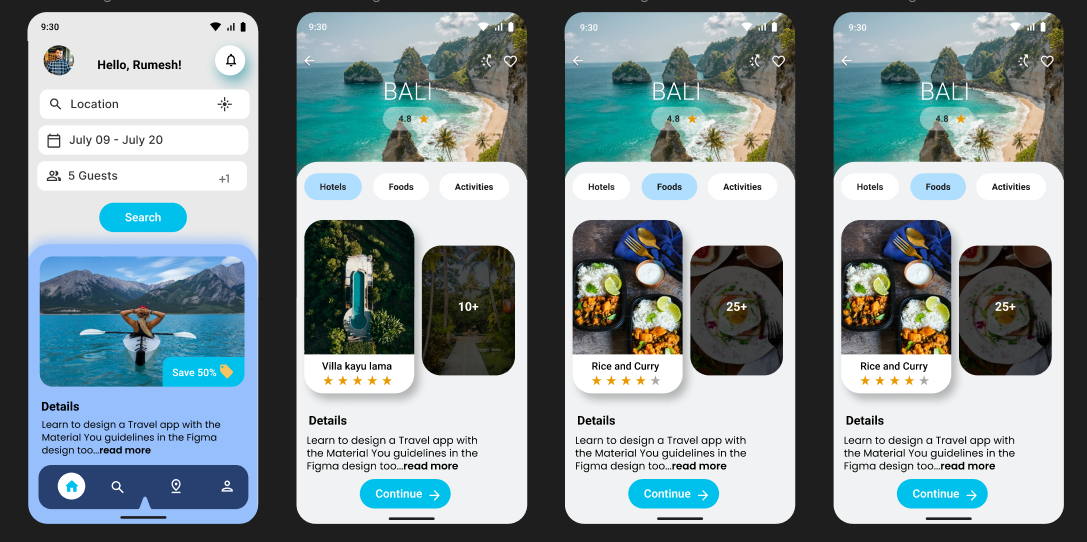 9:30
Hello, Rumesh!
Location
July 09 - July 20
5 Guests
+1
Search
Save 50%
Details
Learn to design a Travel app with the
Material You guidelines in the Figma
design too...read more
9:30
BALI
4.8
Hotels
Foods
Activities
10+
Villa kayu lama
Details
Learn to design a Travel app with
the Material You guidelines in the
Figma design too...read more
Continue
9:30
BALI
4.8
Hotels
Foods
Activities
25+
Rice and Curry
Details
Learn to design a Travel app with
the Material You guidelines in the
Figma design too...read more
Continue
9:30
BALI
4.8
Hotels
Foods
Activities
25+
Rice and Curry
Details
Learn to design a Travel app with
the Material You guidelines in the
Figma design too...read more
Continue